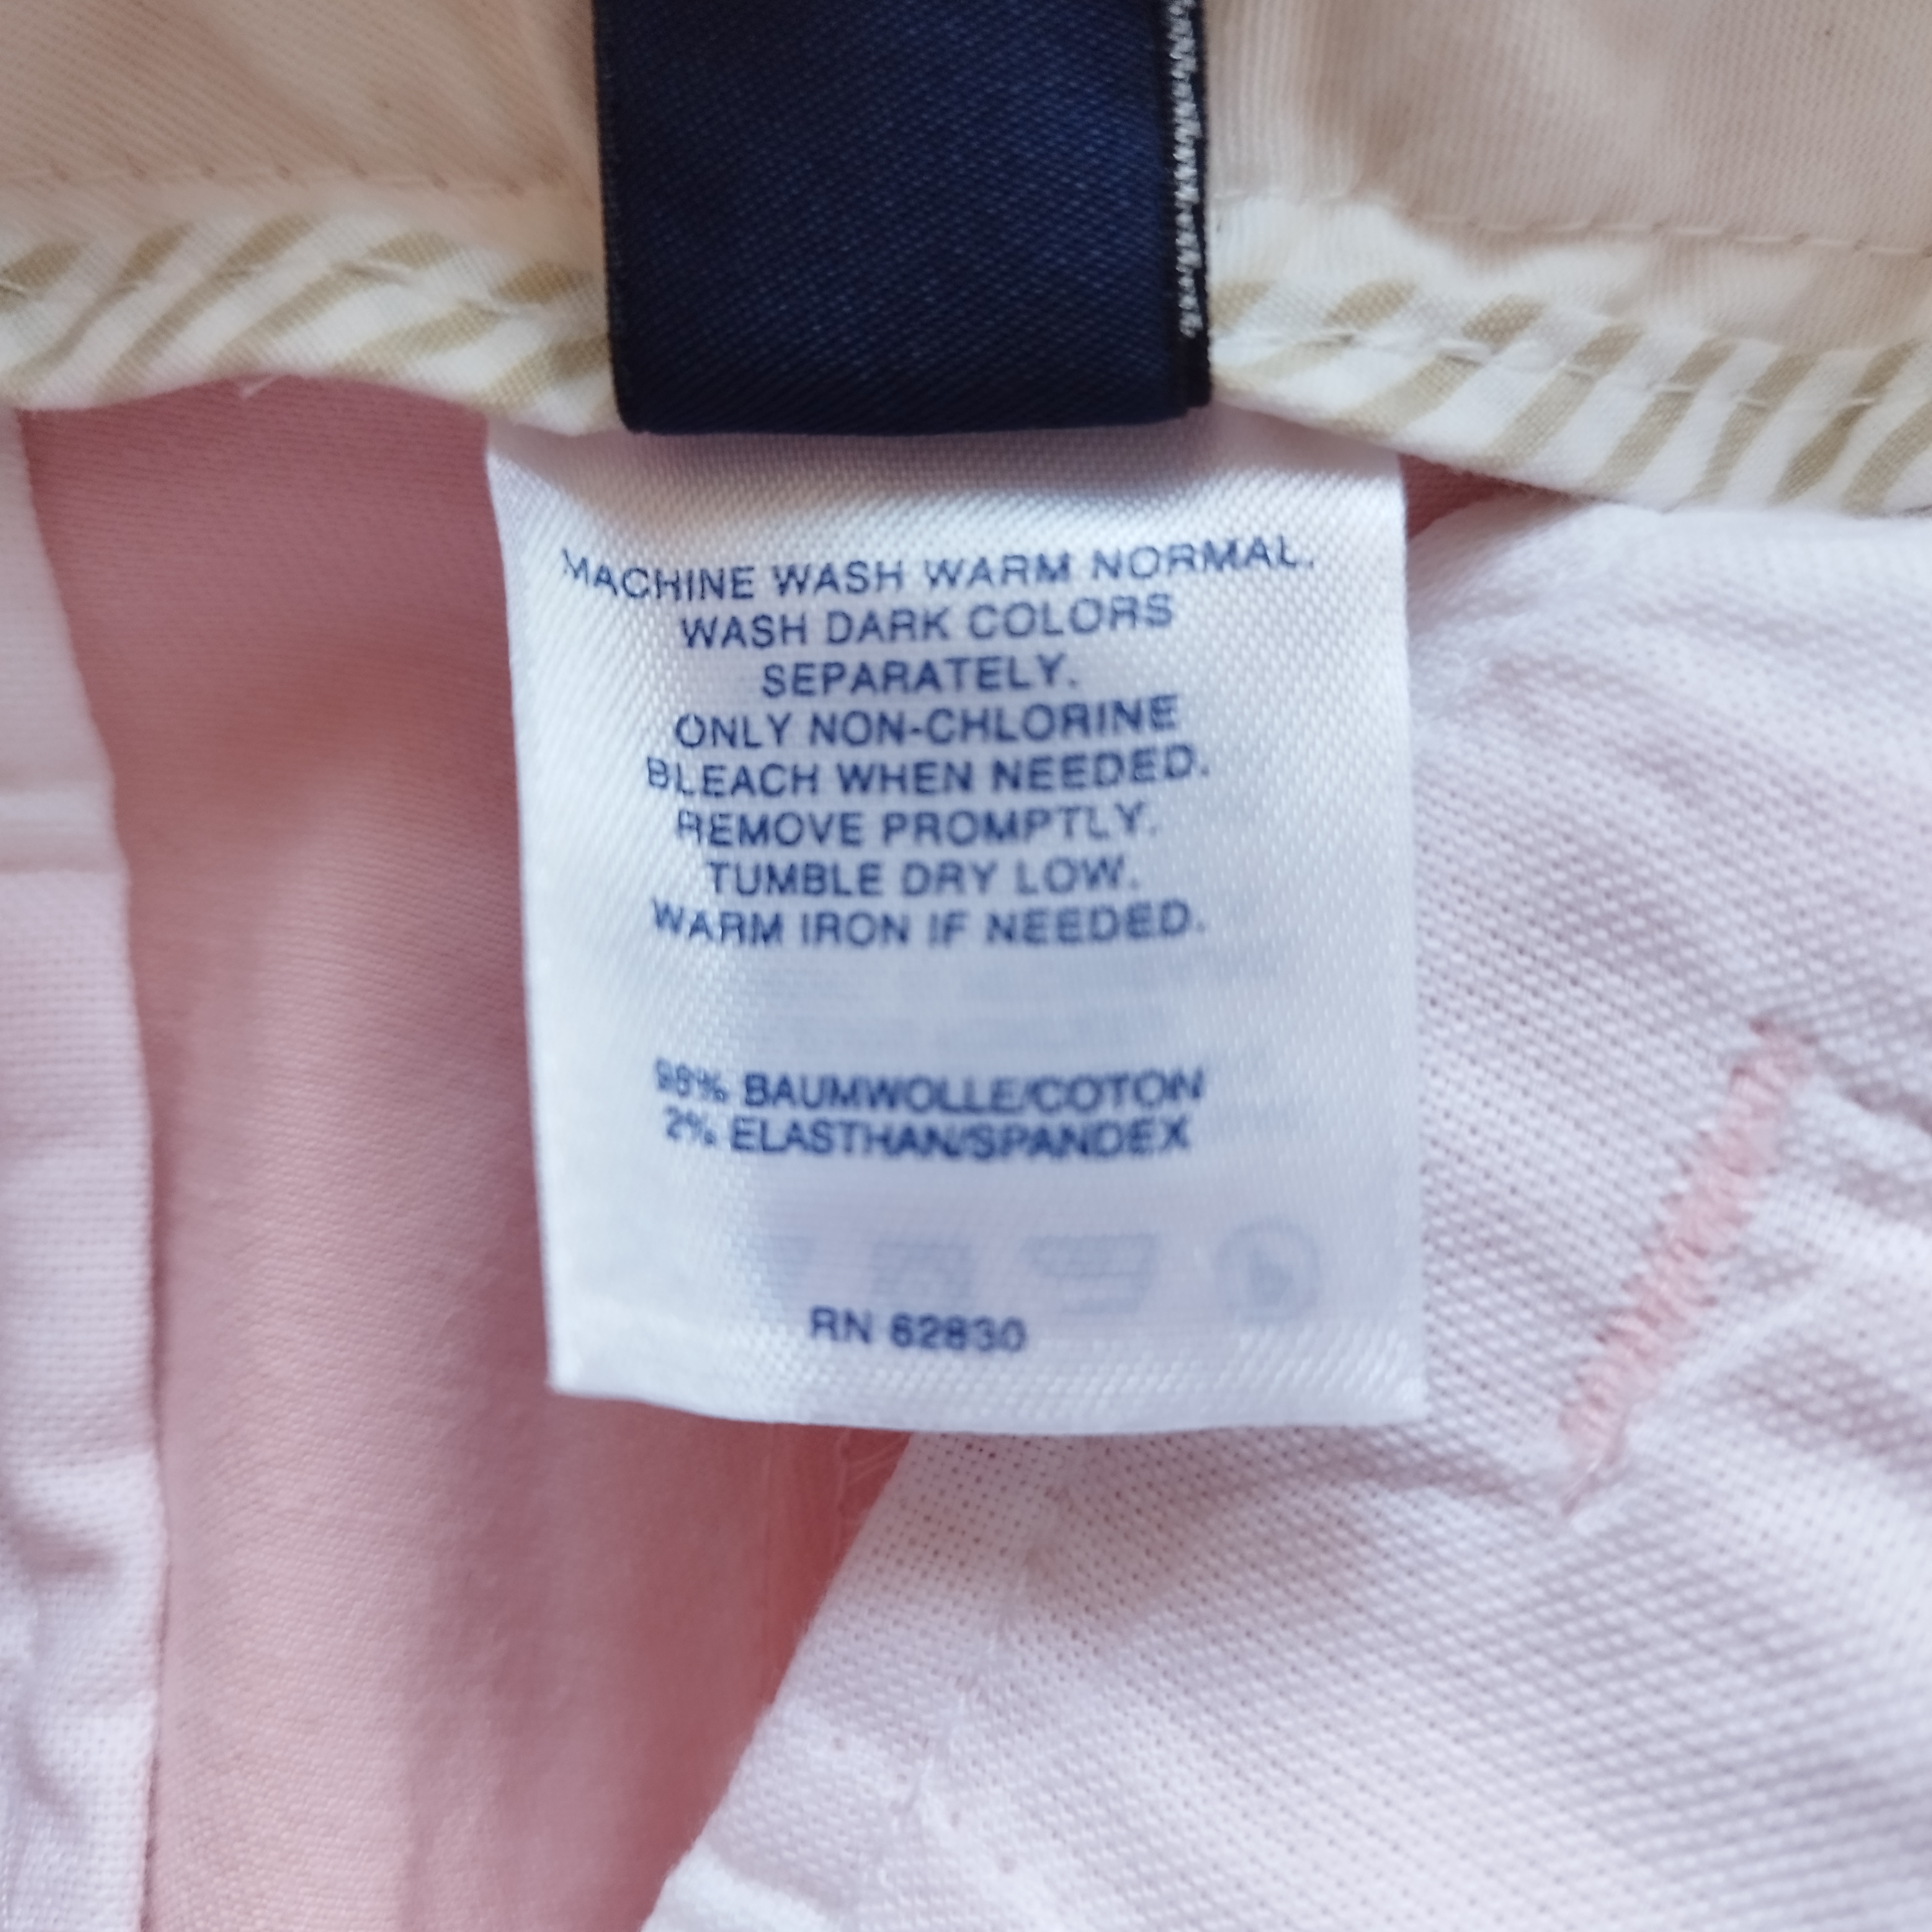 MACHINE WASH WARM NORMAL.
WASH DARK COLORS
SEPARATELY.
ONLY NON-CHLORINE
BLEACH WHEN NEEDED.
REMOVE PROMPTLY.
TUMBLE DRY LOW.
WARM IRON IF NEEDED.
98% BAUMWOLLE/COTON
2% ELASTHAN/SPANDEX
RN 62830